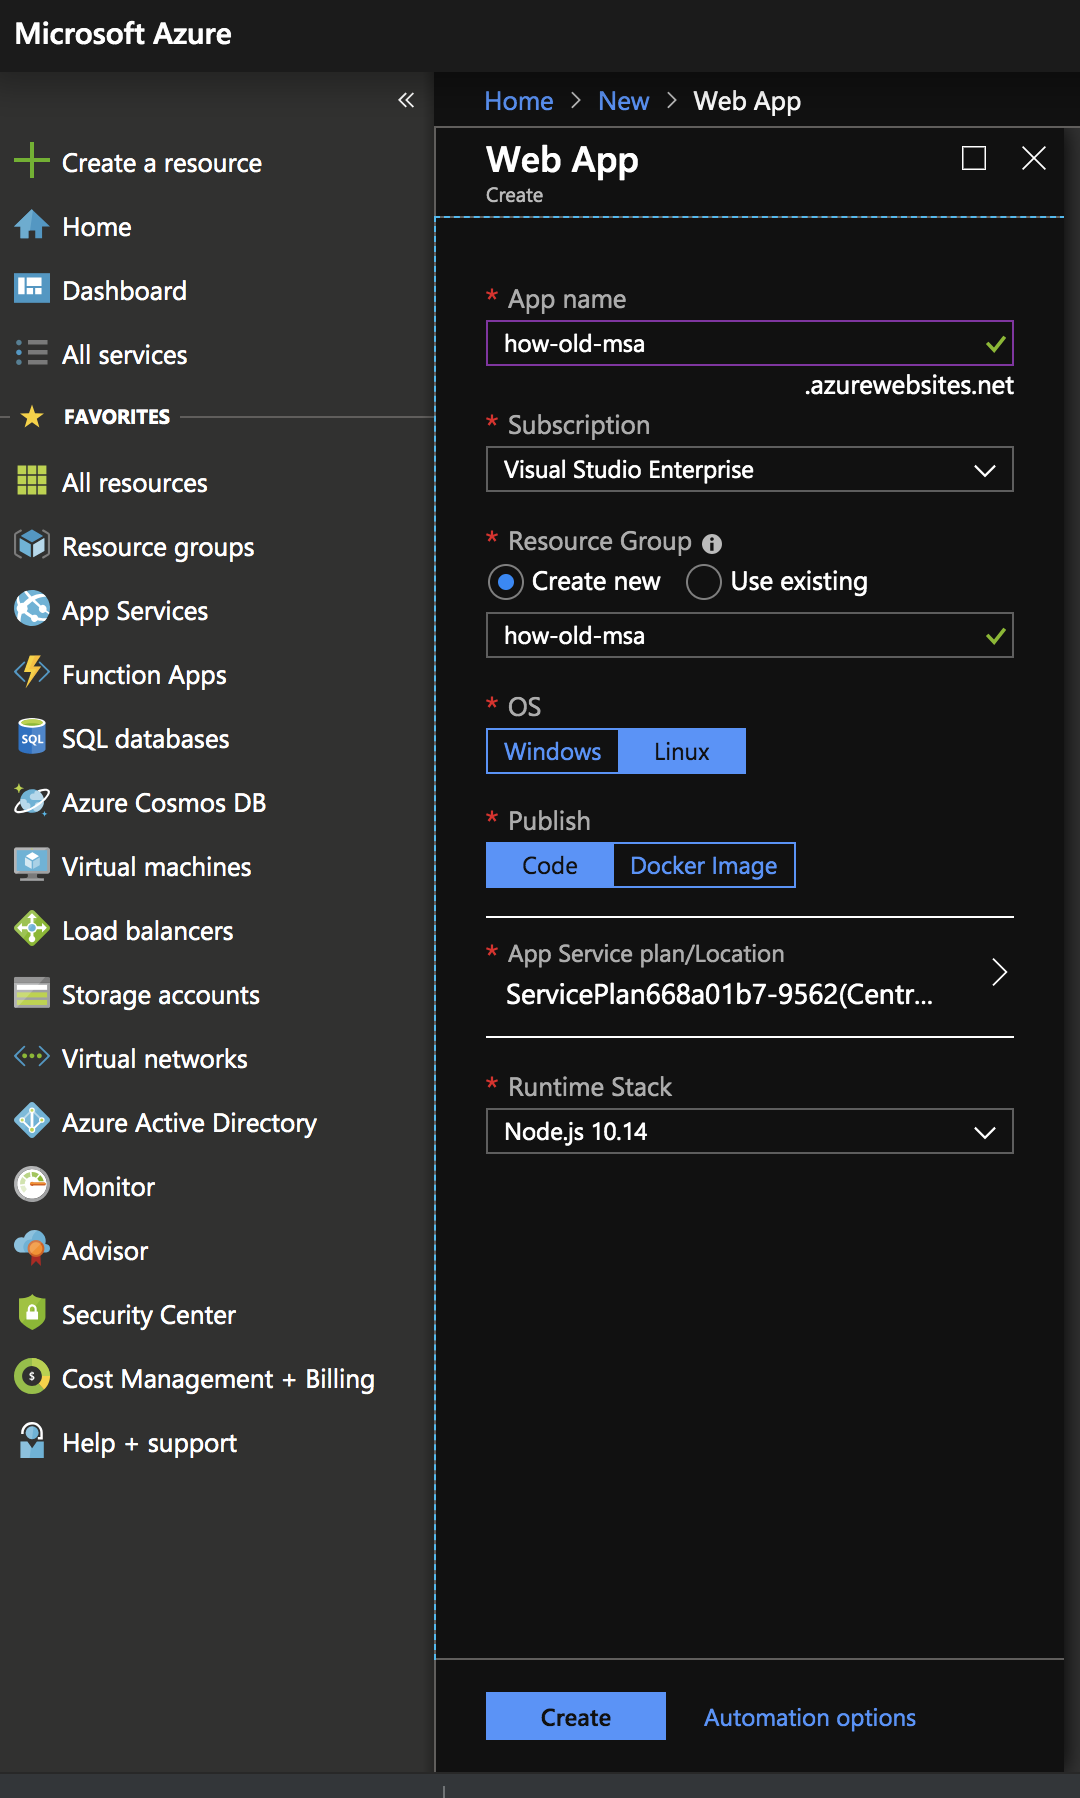 Microsoft Azure
«
Create a resource
Home
Dashboard
All services
FAVORITES
All resources
Resource groups
App Services
Function Apps
SQL
SQL databases
Azure Cosmos DB
Virtual machines
Load balancers
Storage accounts
Virtual networks
Azure Active Directory
Monitor
Advisor
Security Center
$
Cost Management + Billing
Help + support
Home > New > Web App
Web App
Create
* App name
how-old-msa
.azurewebsites.net
* Subscription
Visual Studio Enterprise
* Resource Group i
Create new Use existing
how-old-msa
* OS
Windows Linux
* Publish
Code Docker Image
* App Service plan/Location
ServicePlan668a01b7-9562(Centr...
* Runtime Stack
Node.js 10.14
Create Automation options